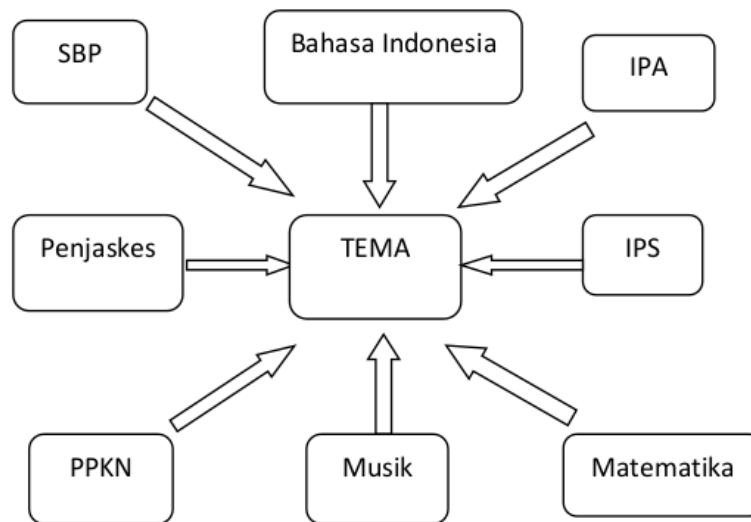 SBP
Bahasa Indonesia
IPA
Penjaskes
TEMA
IPS
PPKN
Musik
Matematika